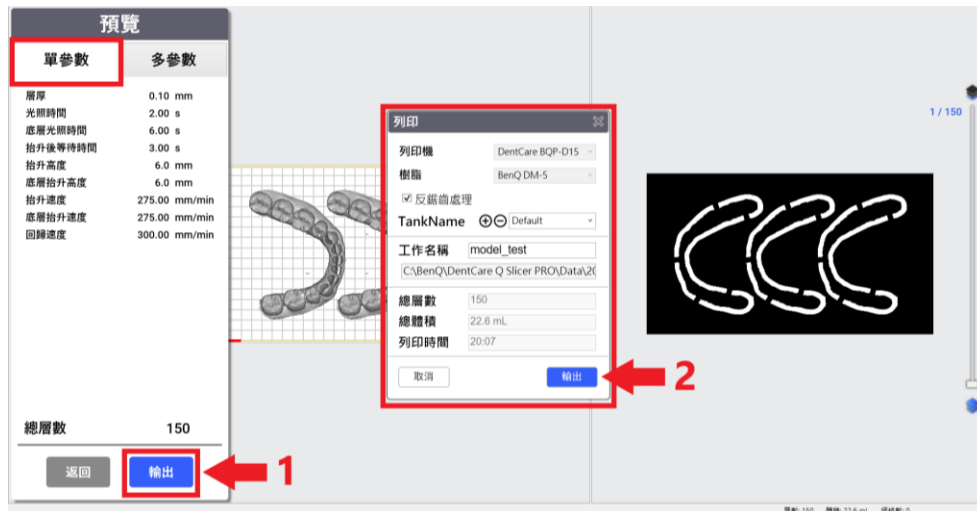 預覽
單參數 多參數
層厚 0.10 mm
光照時間 2.00 s
底層光照時間 6.00 s
抬升後等待時間 3.00 s
抬升高度 6.0 mm
底層抬升高度 6.0 mm
抬升速度 275.00 mm/min
底層抬升速度 275.00 mm/min
回歸速度 300.00 mm/min
總層數 150
返回 輸出
1
列印
列印機 DentCare BQP-D15
樹脂 BenQ DM-5
反鋸齒處理
TankName Default
工作名稱 model_test
C:\BenQ\DentCare Q Slicer PRO\Data\20
總層數 150
總體積 22.6 mL
列印時間 20:07
取消 輸出
2
1 / 150